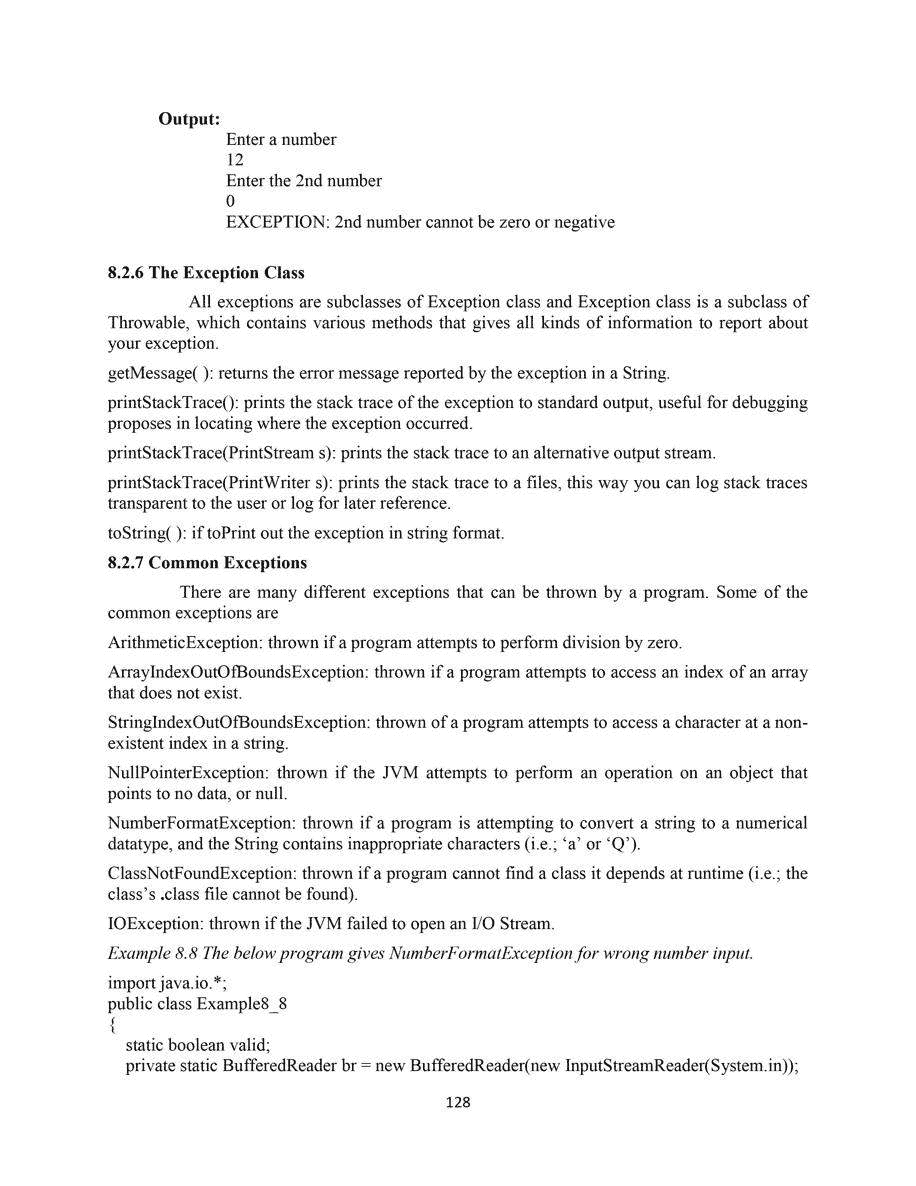 Output:
Enter a number
12
Enter the 2nd number
0
EXCEPTION: 2nd number cannot be zero or negative
8.2.6 The Exception Class
All exceptions are subclasses of Exception class and Exception class is a subclass of
Throwable, which contains various methods that gives all kinds of information to report about
your exception.
getMessage( ): returns the error message reported by the exception in a String.
printStackTrace(): prints the stack trace of the exception to standard output, useful for debugging
proposes in locating where the exception occurred.
printStackTrace(PrintStream s): prints the stack trace to an alternative output stream.
printStackTrace(PrintWriter s): prints the stack trace to a files, this way you can log stack traces
transparent to the user or log for later reference.
toString( ): if toPrint out the exception in string format.
8.2.7 Common Exceptions
There are many different exceptions that can be thrown by a program. Some of the
common exceptions are
ArithmeticException: thrown if a program attempts to perform division by zero.
ArrayIndexOutOfBoundsException: thrown if a program attempts to access an index of an array
that does not exist.
StringIndexOutOfBoundsException: thrown of a program attempts to access a character at a non-
existent index in a string.
NullPointerException: thrown if the JVM attempts to perform an operation on an object that
points to no data, or null.
NumberFormatException: thrown if a program is attempting to convert a string to a numerical
datatype, and the String contains inappropriate characters (i.e.; ‘a’ or ‘Q’).
ClassNotFoundException: thrown if a program cannot find a class it depends at runtime (i.e.; the
class’s .class file cannot be found).
IOException: thrown if the JVM failed to open an I/O Stream.
Example 8.8 The below program gives NumberFormatException for wrong number input.
import java.io.*;
public class Example8_8
{
static boolean valid;
private static BufferedReader br = new BufferedReader(new InputStreamReader(System.in));
128